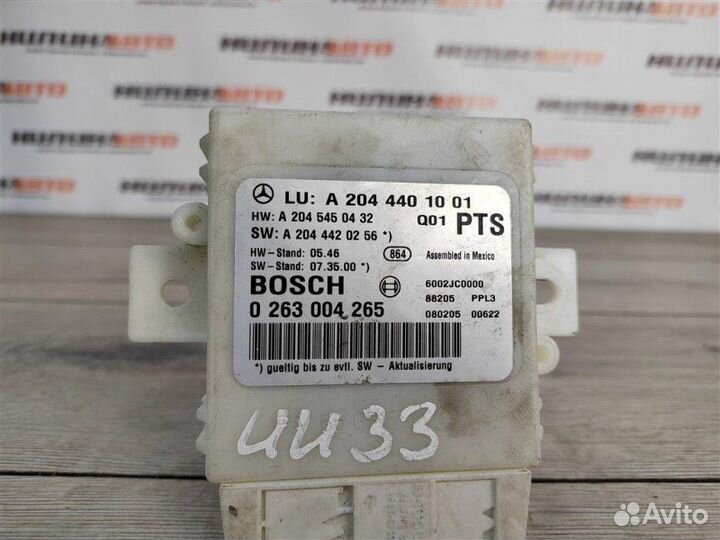 ИЦПИЦАВТО
LU: A 204 440 10 01
HW: A 204 545 04 32 Q01 PTS
SW: A 204 442 02 56 *)
HW-Stand: 05.46 864 Assembled in Mexico
SW-Stand: 07.35.00 *)
BOSCH 6002JC0000
0 263 004 265 88205 PPL3
080205 00622
*) gueltig bis zu evtl. SW - Aktualisierung
ИИ33
Avito